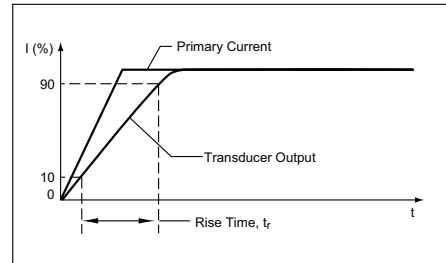 I (%)
Primary Current
90
Transducer Output
10
0
t
Rise Time, tr